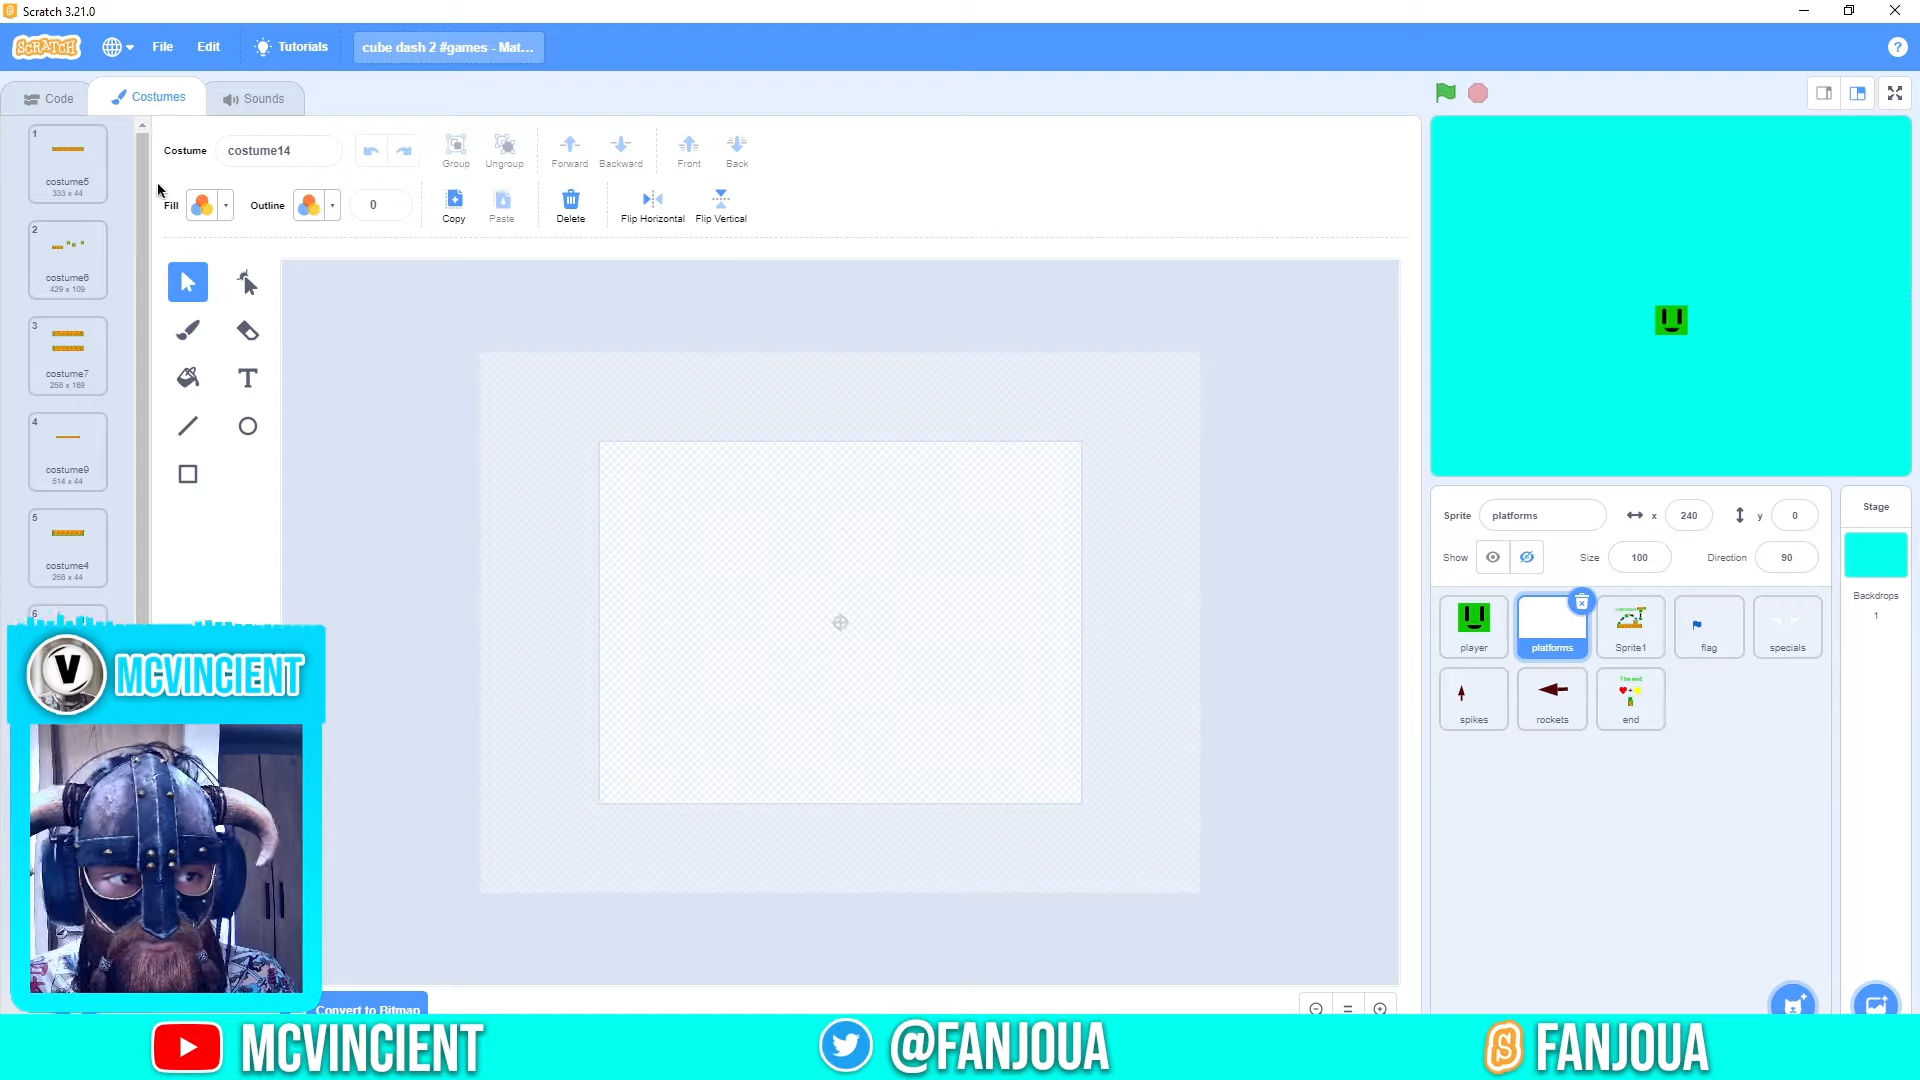 Scratch 3.21.0
SCRATCH
File
Edit
Tutorials
cube dash 2 #games - Mat...
?
Code
Costumes
Sounds
1
costume5
333 x 44
2
costume6
429 x 109
3
costume7
258 x 169
4
costume9
514 x 44
5
costume4
256 x 44
6
Costume
costume14
Group
Ungroup
Forward
Backward
Front
Back
Fill
Outline
0
Copy
Paste
Delete
Flip Horizontal
Flip Vertical
T
Convert to Bitmap
Sprite
platforms
x
240
y
0
Show
Size
100
Direction
90
player
platforms
Sprite1
flag
specials
spikes
rockets
The end
end
Stage
Backdrops
1
V
MCVINCIENT
MCVINCIENT
@FANJOUA
S
FANJOUA